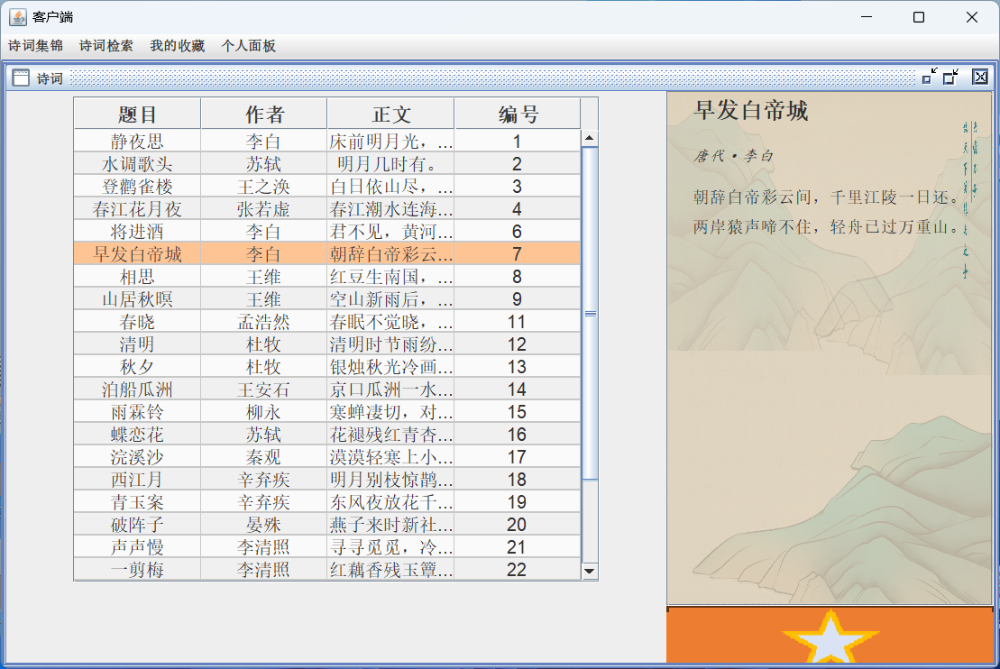 客户端
诗词集锦 诗词检索 我的收藏 个人面板
诗词
题目 作者 正文 编号
静夜思 李白 床前明月光，... 1
水调歌头 苏轼 明月几时有。 2
登鹳雀楼 王之涣 白日依山尽，... 3
春江花月夜 张若虚 春江潮水连海... 4
将进酒 李白 君不见，黄河... 6
早发白帝城 李白 朝辞白帝彩云... 7
相思 王维 红豆生南国，... 8
山居秋暝 王维 空山新雨后，... 9
春晓 孟浩然 春眠不觉晓，... 11
清明 杜牧 清明时节雨纷... 12
秋夕 杜牧 银烛秋光冷画... 13
泊船瓜洲 王安石 京口瓜洲一水... 14
雨霖铃 柳永 寒蝉凄切，对... 15
蝶恋花 苏轼 花褪残红青杏... 16
浣溪沙 秦观 漠漠轻寒上小... 17
西江月 辛弃疾 明月别枝惊鹊... 18
青玉案 辛弃疾 东风夜放花千... 19
破阵子 晏殊 燕子来时新社... 20
声声慢 李清照 寻寻觅觅，冷... 21
一剪梅 李清照 红藕香残玉簟... 22
早发白帝城
唐代·李白
朝辞白帝彩云间，千里江陵一日还。
两岸猿声啼不住，轻舟已过万重山。